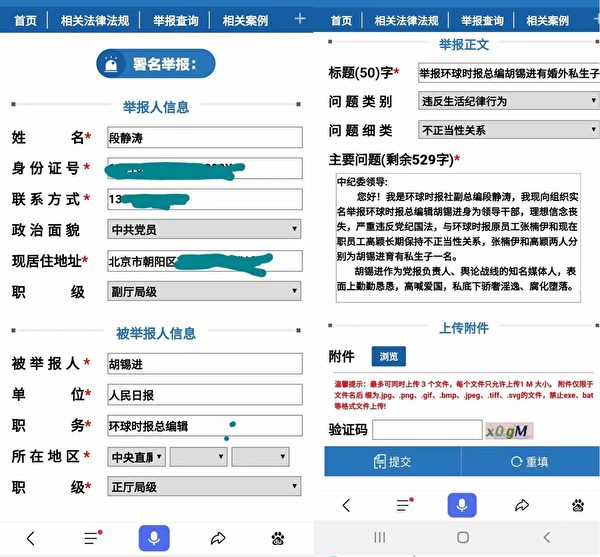 首页 相关法律法规 举报查询 相关案例 +
署名举报：
举报人信息
姓 名* 段静涛
身份证号*
联系方式* 13
政治面貌 中共党员
现居住地址* 北京市朝阳区
职 级 副厅局级
被举报人信息
被举报人* 胡锡进
单 位* 人民日报
职 务* 环球时报总编辑
所在地区* 中央直属
职 级* 正厅局级
首页 相关法律法规 举报查询 相关案例 +
举报正文
标题(50)字* 举报环球时报总编胡锡进有婚外私生子
问题类别 违反生活纪律行为
问题细类 不正当性关系
主要问题(剩余529字)*
中纪委领导:
您好！我是环球时报社副总编段静涛，我现向组织实
名举报环球时报总编辑胡锡进身为领导干部，理想信念丧
失，严重违反党纪国法，与环球时报原员工张楠伊和现在
职员工高颖长期保持不正当性关系，张楠伊和高颖两人分
别为胡锡进育有私生子一名。
胡锡进作为党报负责人、舆论战线的知名媒体人，表
面上勤勤恳恳，高喊爱国，私底下骄奢淫逸、腐化堕落。
上传附件
附件 浏览
温馨提示：最多可同时上传 3 个文件，每个文件只允许上传1 M 大小。 附件仅限于
文件名后 缀为.jpg、.png、.gif、.bmp、.jpeg、.tiff、.svg的文件，禁止exe、bat
等格式文件上传!
验证码 x0gM
提交 重填